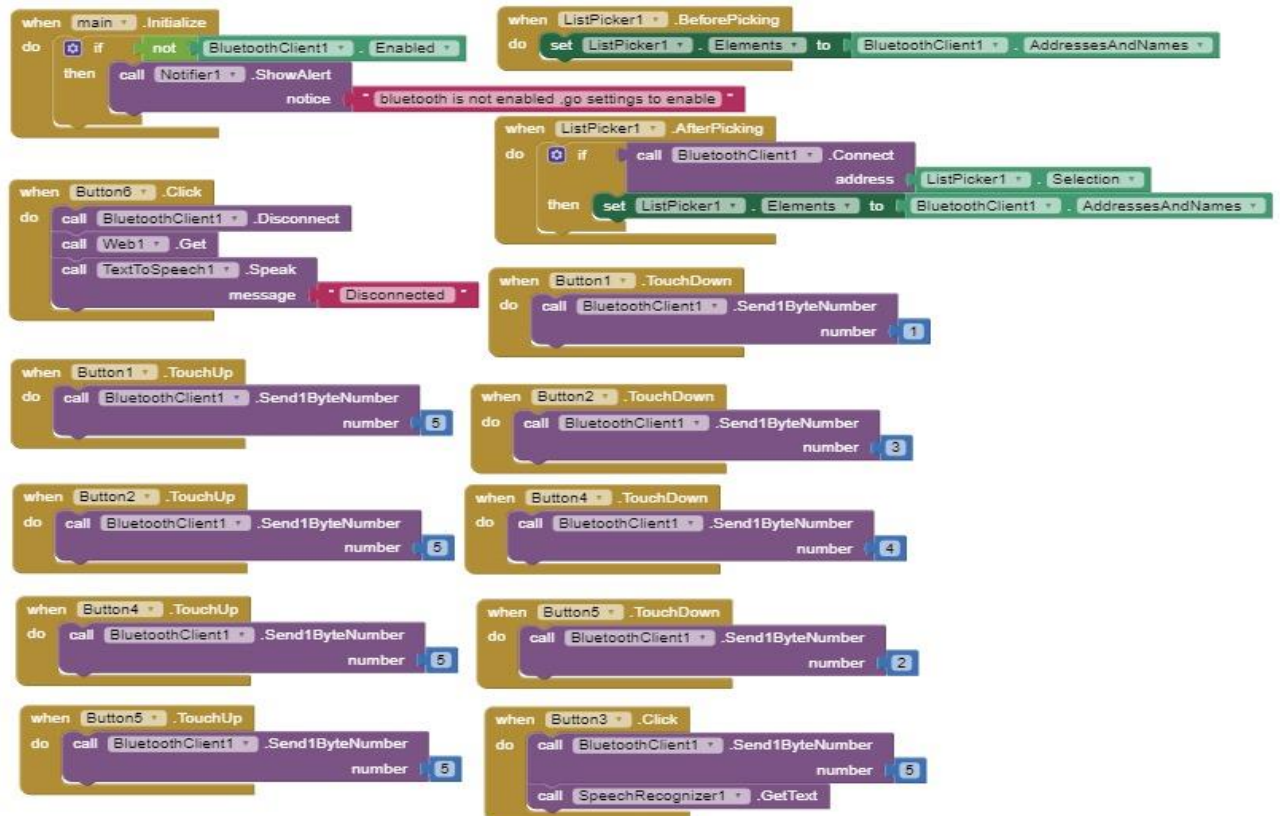 when main .Initialize
do if not BluetoothClient1 . Enabled
then call Notifier1 .ShowAlert
notice " bluetooth is not enabled ,go settings to enable "
when ListPicker1 .BeforePicking
do set ListPicker1 . Elements to BluetoothClient1 . AddressesAndNames
when ListPicker1 .AfterPicking
do if call BluetoothClient1 .Connect
address ListPicker1 . Selection
then set ListPicker1 . Elements to BluetoothClient1 . AddressesAndNames
when Button6 .Click
do call BluetoothClient1 .Disconnect
call Web1 .Get
call TextToSpeech1 .Speak
message " Disconnected "
when Button1 .TouchDown
do call BluetoothClient1 .Send1ByteNumber
number 1
when Button1 .TouchUp
do call BluetoothClient1 .Send1ByteNumber
number 5
when Button2 .TouchDown
do call BluetoothClient1 .Send1ByteNumber
number 3
when Button2 .TouchUp
do call BluetoothClient1 .Send1ByteNumber
number 5
when Button4 .TouchDown
do call BluetoothClient1 .Send1ByteNumber
number 4
when Button4 .TouchUp
do call BluetoothClient1 .Send1ByteNumber
number 5
when Button5 .TouchDown
do call BluetoothClient1 .Send1ByteNumber
number 2
when Button5 .TouchUp
do call BluetoothClient1 .Send1ByteNumber
number 5
when Button3 .Click
do call BluetoothClient1 .Send1ByteNumber
number 5
call SpeechRecognizer1 .GetText